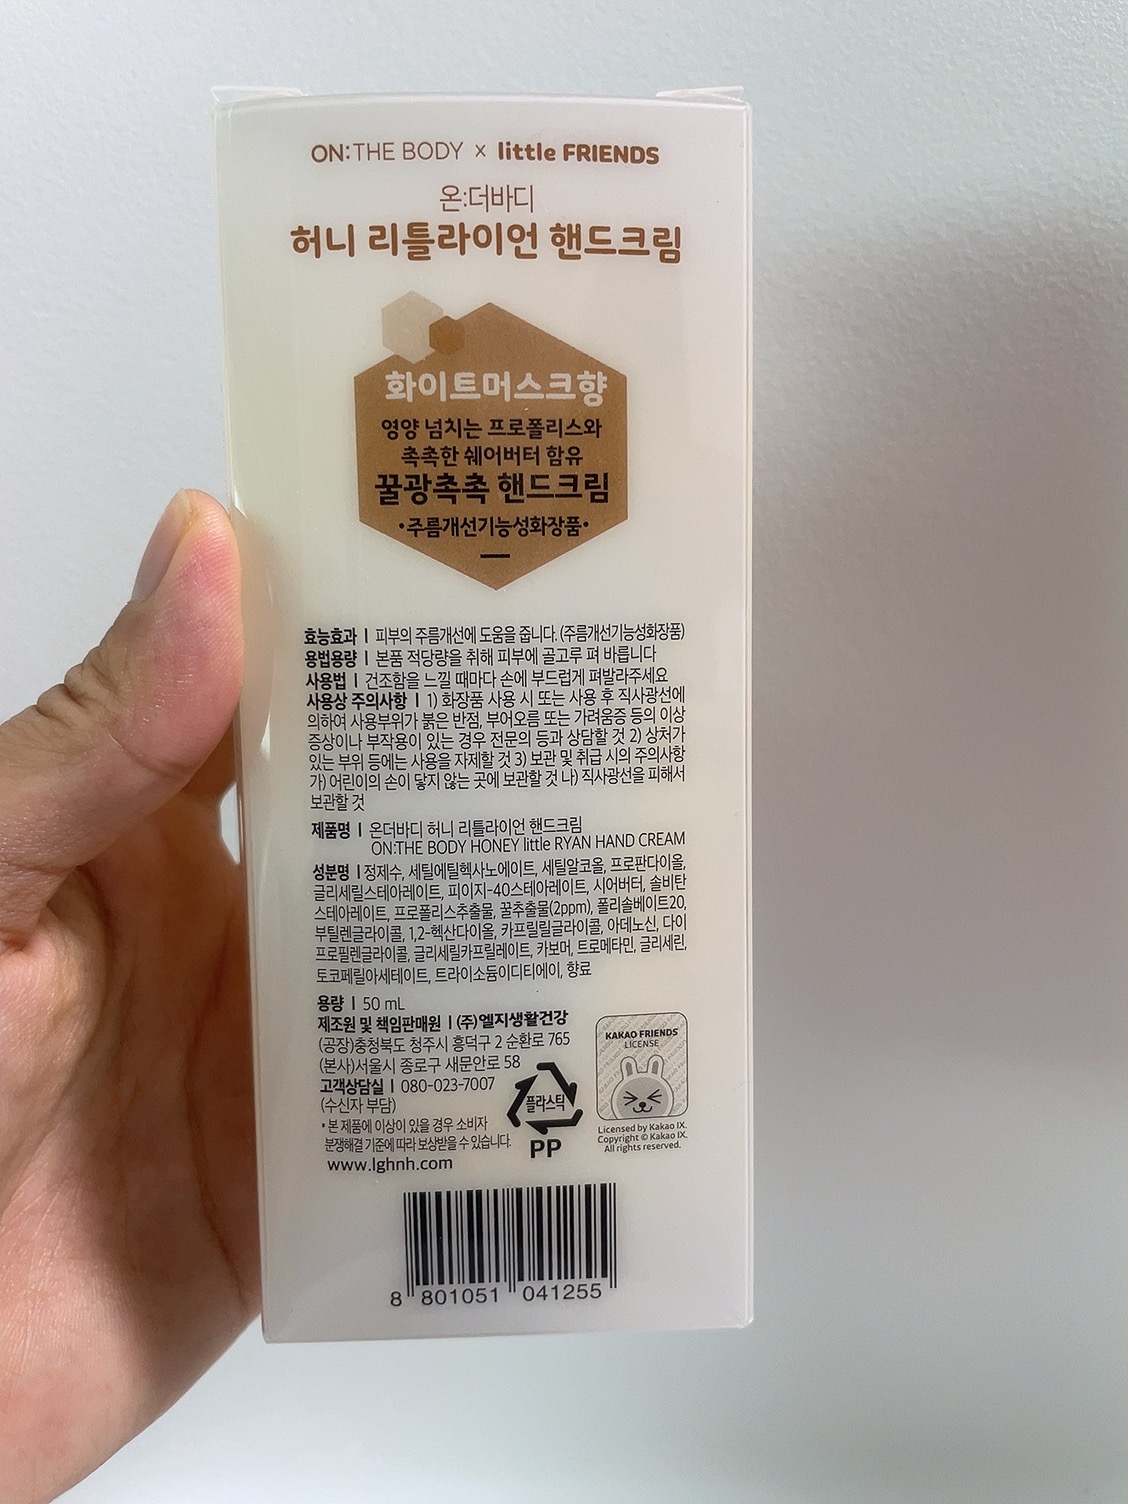 ON:THE BODY × little FRIENDS
온:더바디
허니 리틀라이언 핸드크림
화이트머스크향
영양 넘치는 프로폴리스와
촉촉한 쉐어버터 함유
꿀광촉촉 핸드크림
•주름개선기능성화장품•
효능효과 | 피부의 주름개선에 도움을 줍니다. (주름개선기능성화장품)
용법용량 | 본품 적당량을 취해 피부에 골고루 펴 바릅니다
사용법 | 건조함을 느낄 때마다 손에 부드럽게 펴발라주세요
사용상 주의사항 | 1) 화장품 사용 시 또는 사용 후 직사광선에
의하여 사용부위가 붉은 반점, 부어오름 또는 가려움증 등의 이상
증상이나 부작용이 있는 경우 전문의 등과 상담할 것 2) 상처가
있는 부위 등에는 사용을 자제할 것 3) 보관 및 취급 시의 주의사항
가) 어린이의 손이 닿지 않는 곳에 보관할 것 나) 직사광선을 피해서
보관할 것
제품명 | 온더바디 허니 리틀라이언 핸드크림
ON:THE BODY HONEY little RYAN HAND CREAM
성분명 | 정제수, 세틸에틸헥사노에이트, 세틸알코올, 프로판다이올,
글리세릴스테아레이트, 피이지-40스테아레이트, 시어버터, 솔비탄
스테아레이트, 프로폴리스추출물, 꿀추출물(2ppm), 폴리솔베이트20,
부틸렌글라이콜, 1,2-헥산다이올, 카프릴릴글라이콜, 아데노신, 다이
프로필렌글라이콜, 글리세릴카프릴레이트, 카보머, 트로메타민, 글리세린,
토코페릴아세테이트, 트라이소듐이디티에이, 향료
용량 | 50 mL
제조원 및 책임판매원 | (주)엘지생활건강
(공장)충청북도 청주시 흥덕구 2 순환로 765
(본사)서울시 종로구 새문안로 58
고객상담실 | 080-023-7007
(수신자 부담)
• 본 제품에 이상이 있을 경우 소비자
분쟁해결 기준에 따라 보상받을 수 있습니다.
www.lghnh.com
플라스틱
PP
KAKAO FRIENDS
LICENSE
Licensed by Kakao IX.
Copyright © Kakao IX.
All rights reserved.
8 801051 041255